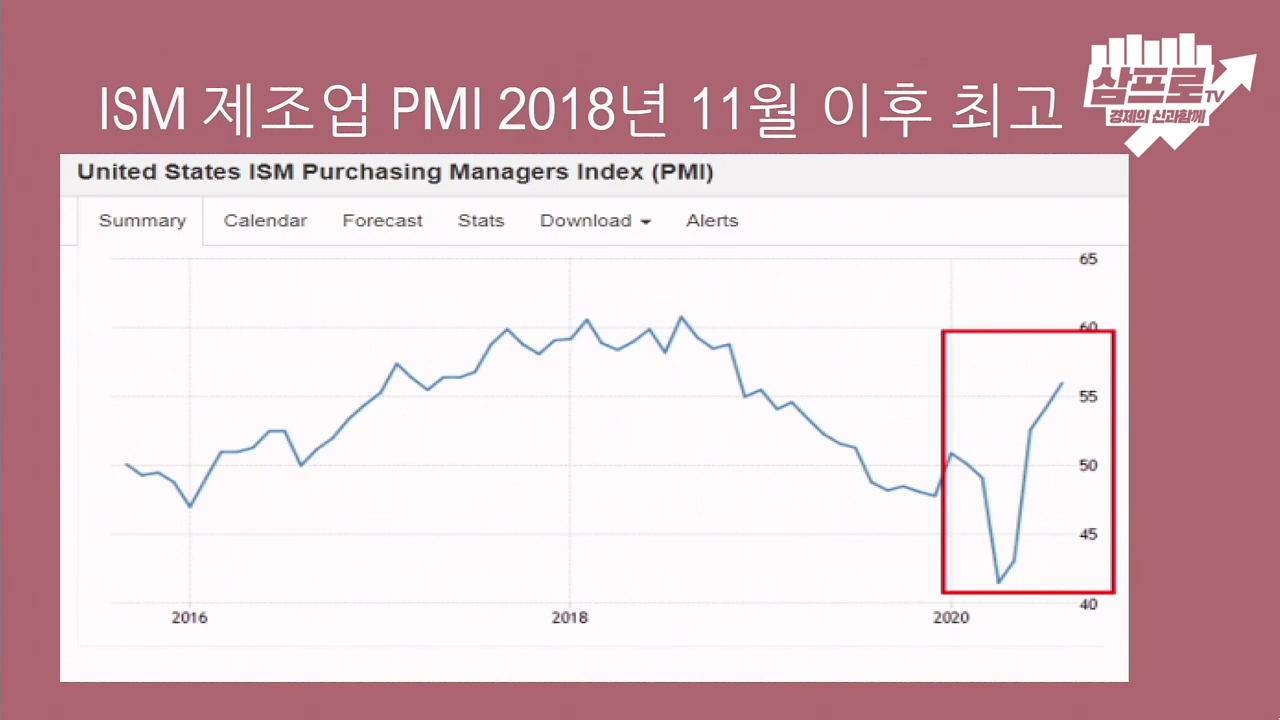 ISM 제조업 PMI 2018년 11월 이후 최고
삼프로TV
경제의 신과함께
United States ISM Purchasing Managers Index (PMI)
Summary Calendar Forecast Stats Download Alerts
65
60
55
50
45
40
2016 2018 2020